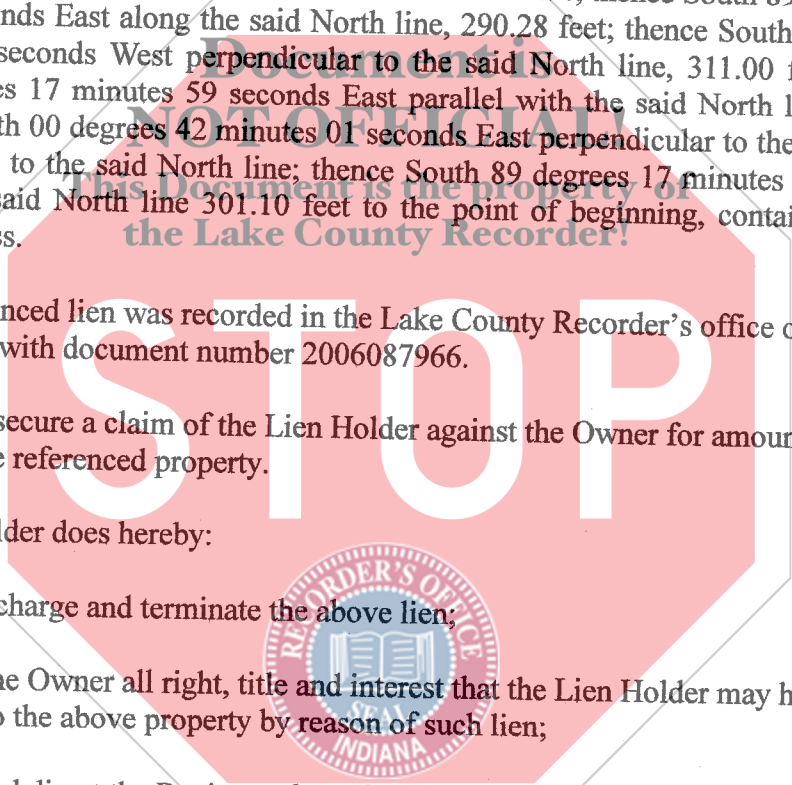 nds East along the said North line, 290.28 feet; thence South
seconds West perpendicular to the said North line, 311.00
es 17 minutes 59 seconds East parallel with the said North
th 00 degrees 42 minutes 01 seconds East perpendicular to the
to the said North line; thence South 89 degrees 17 minutes
said North line 301.10 feet to the point of beginning, contai
ss.
Document is
NOT OFFICIAL!
This Document is the property of
the Lake County Recorder!
nced lien was recorded in the Lake County Recorder's office
with document number 2006087966.
secure a claim of the Lien Holder against the Owner for amoun
e referenced property.
lder does hereby:
charge and terminate the above lien;
he Owner all right, title and interest that the Lien Holder may h
o the above property by reason of such lien;
STOP
RECORDER'S OFFICE
SEAL
INDIANA